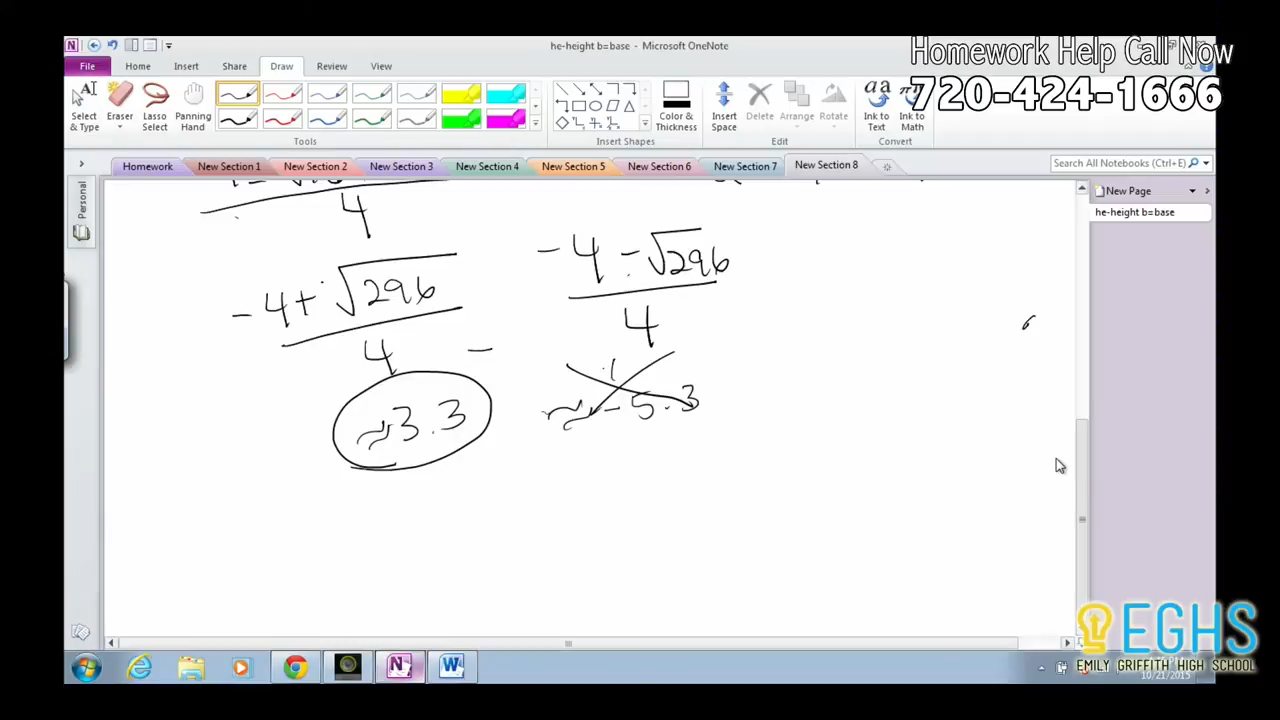 he-height b=base - Microsoft OneNote
Homework Help Call Now
720-424-1666
File Home Insert Share Draw Review View
Select & Type
Eraser
Lasso Select
Panning Hand
Color & Thickness
Insert Space
Delete
Arrange
Rotate
Ink to Text
Ink to Math
Tools
Insert Shapes
Edit
Convert
Homework New Section 1 New Section 2 New Section 3 New Section 4 New Section 5 New Section 6 New Section 7 New Section 8
Search All Notebooks (Ctrl+E)
Personal
New Page
he-height b=base
4
-4+√296
4
≈3.3
-4-√296
4
≈-5.3
EGHS
EMILY GRIFFITH HIGH SCHOOL
10/21/2015